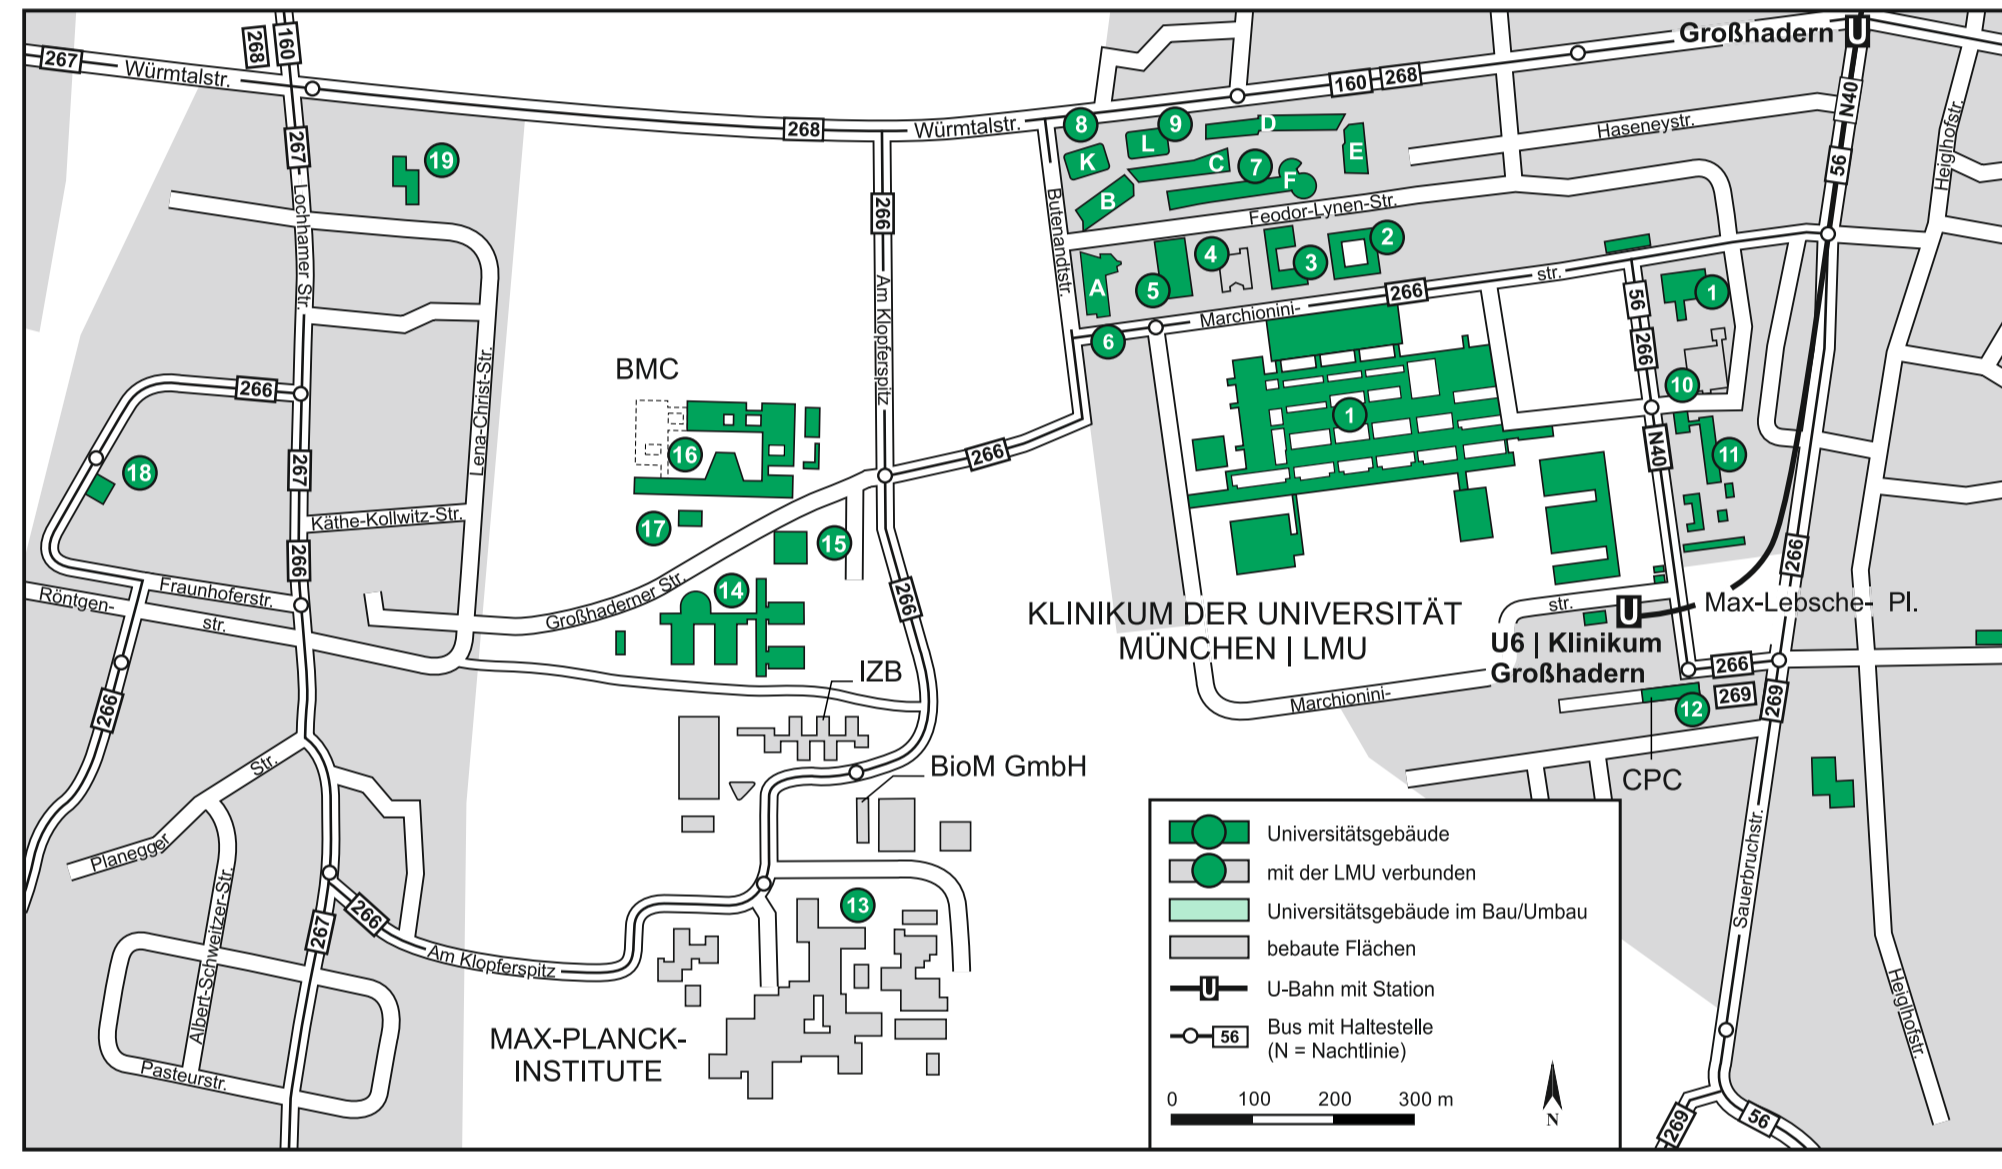 Großhadern U
268
160
267
Würmtalstr.
160
268
N40
268
Würmtalstr.
8
9
D
L
E
Haseneystr.
Heiglhofstr.
267
19
K
C
7
F
56
B
Lochhamer Str.
266
Butenandtstr.
Feodor-Lynen-Str.
2
4
3
A
5
str.
1
266
56
Am Klopferspitz
Marchionini-
6
266
BMC
Lena-Christ-Str.
266
10
1
16
267
18
266
N40
11
Käthe-Kollwitz-Str.
17
15
266
266
14
266
Fraunhoferstr.
Röntgen-
str.
Großhaderner Str.
KLINIKUM DER UNIVERSITÄT
MÜNCHEN | LMU
str.
U
Max-Lebsche- Pl.
U6 | Klinikum
Großhadern
266
IZB
266
269
269
12
Marchionini-
CPC
BioM GmbH
Str.
Planegger
Albert-Schweitzer-Str.
266
267
Am Klopferspitz
13
Pasteurstr.
MAX-PLANCK-
INSTITUTE
Sauerbruchstr.
Heiglhofstr.
269
56
Universitätsgebäude
mit der LMU verbunden
Universitätsgebäude im Bau/Umbau
bebaute Flächen
U
U-Bahn mit Station
56
Bus mit Haltestelle
(N = Nachtlinie)
0 100 200 300 m
N